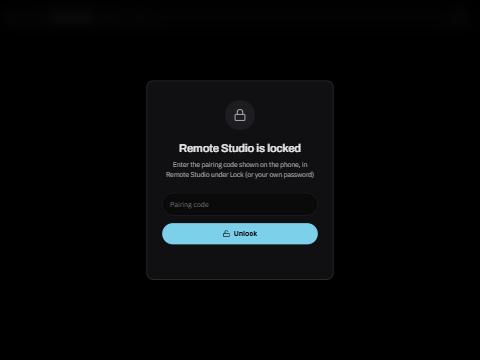 Remote Studio is locked
Enter the pairing code shown on the phone, in
Remote Studio under Lock (or your own password)
Pairing code
Unlock